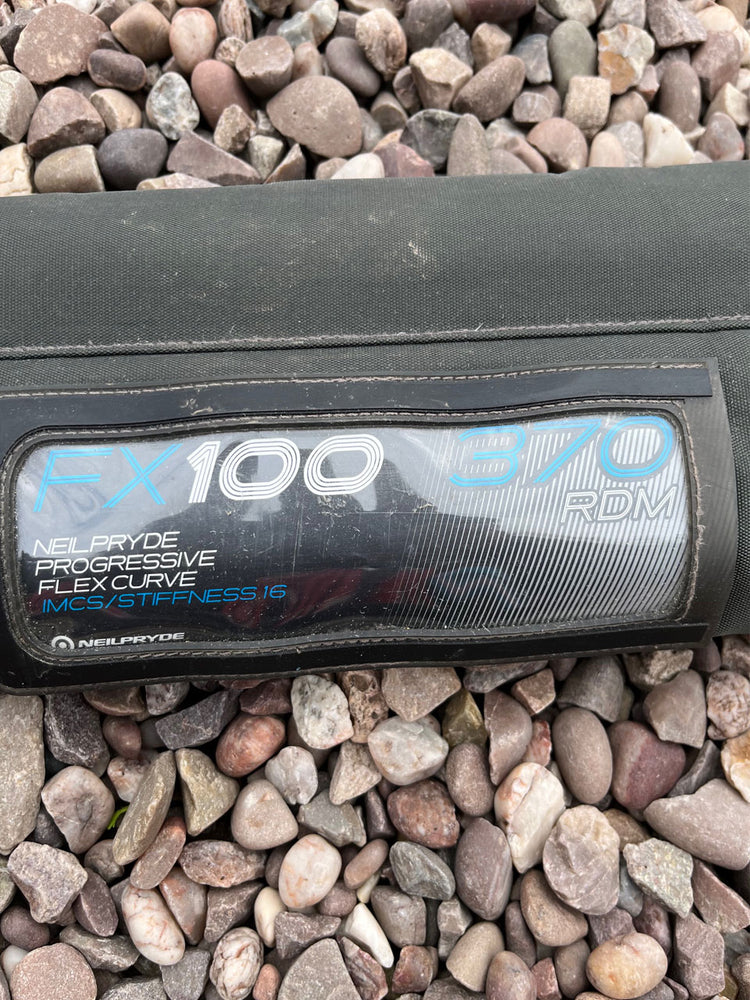 FX100 370
RDM
NEILPRYDE
PROGRESSIVE
FLEX CURVE
IMCS/STIFFNESS.16
NEILPRYDE